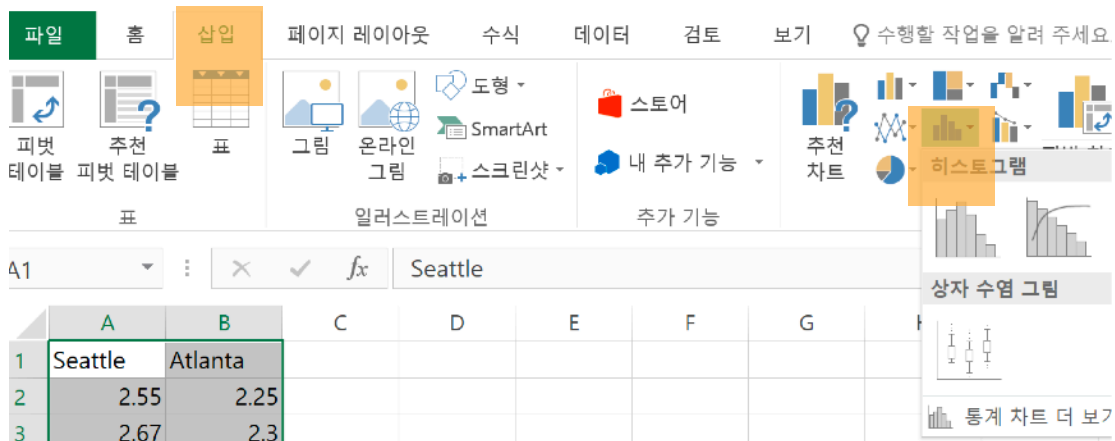 파일 홈 삽입 페이지 레이아웃 수식 데이터 검토 보기 수행할 작업을 알려 주세요
피벗
테이블
추천
피벗 테이블
표
그림
온라인
그림
도형
SmartArt
스크린샷
스토어
내 추가 기능
추천
차트
표 일러스트레이션 추가 기능
히스토그램
상자 수염 그림
통계 차트 더 보기
A1 fx Seattle
A B C D E F G
1 Seattle Atlanta
2 2.55 2.25
3 2.67 2.3